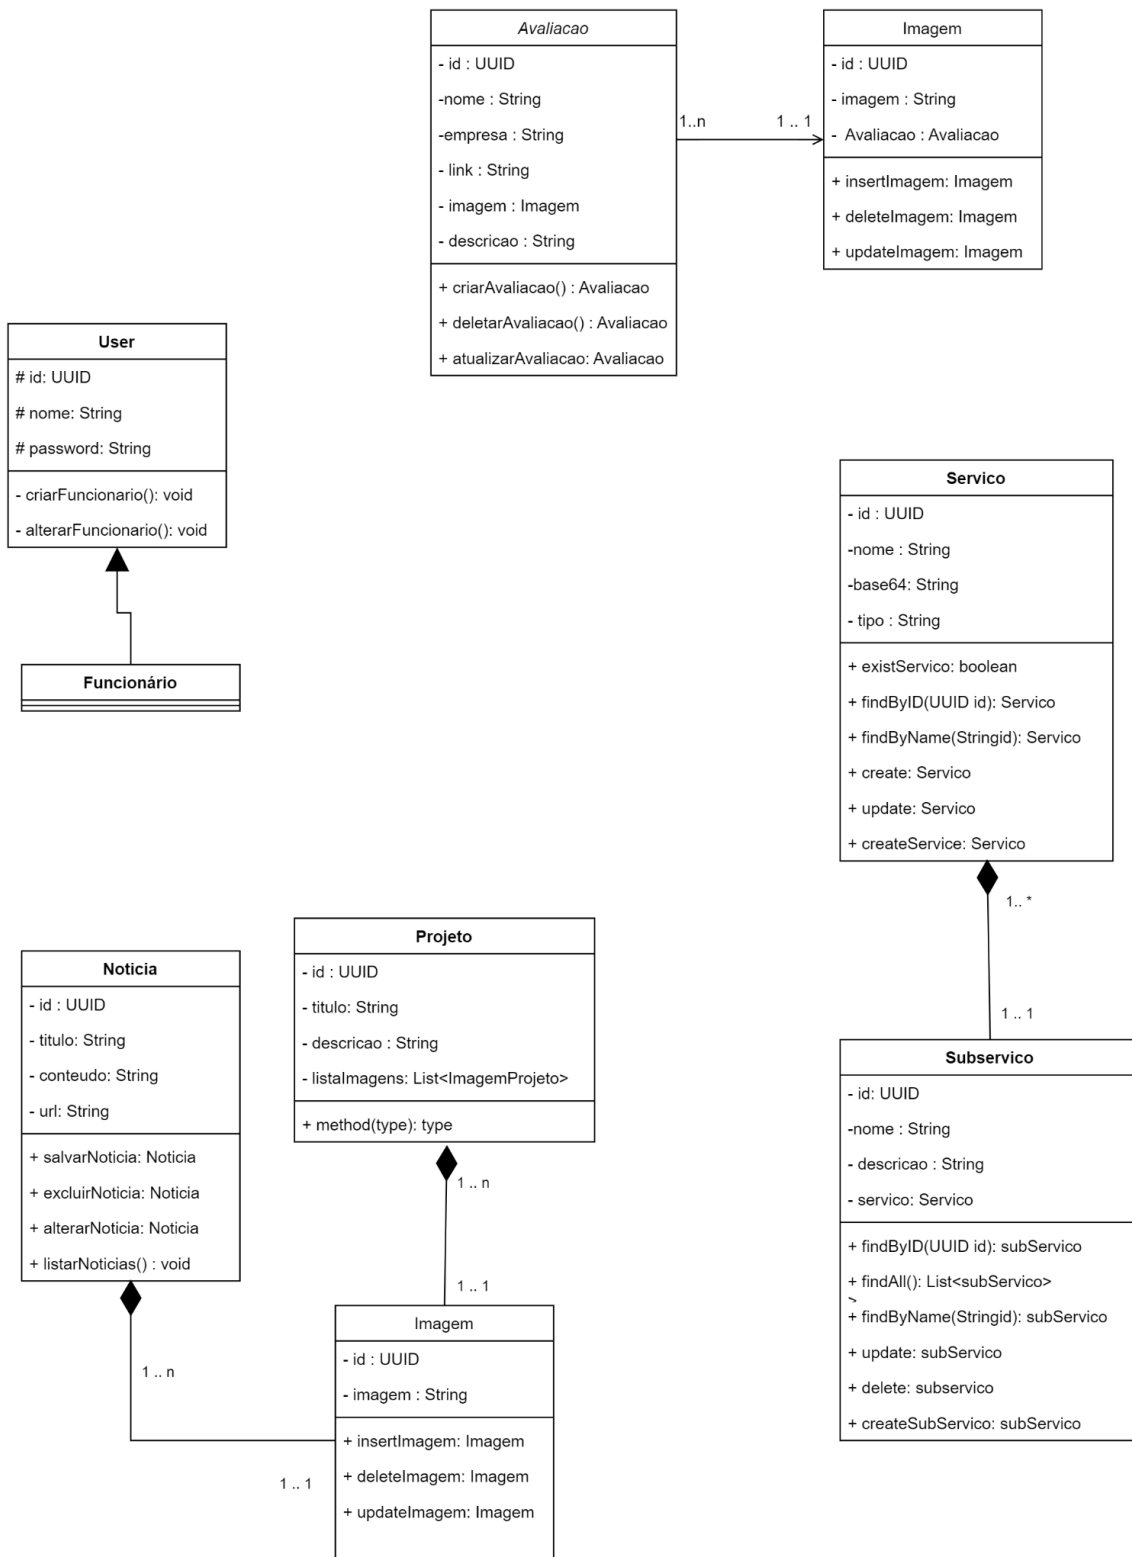 Avaliacao
- id : UUID
-nome : String
-empresa : String
- link : String
- imagem : Imagem
- descricao : String
+ criarAvaliacao() : Avaliacao
+ deletarAvaliacao() : Avaliacao
+ atualizarAvaliacao: Avaliacao
1..n
1 .. 1
Imagem
- id : UUID
- imagem : String
- Avaliacao : Avaliacao
+ insertImagem: Imagem
+ deleteImagem: Imagem
+ updateImagem: Imagem
User
# id: UUID
# nome: String
# password: String
- criarFuncionario(): void
- alterarFuncionario(): void
Funcionário
Servico
- id : UUID
-nome : String
-base64: String
- tipo : String
+ existServico: boolean
+ findByID(UUID id): Servico
+ findByName(Stringid): Servico
+ create: Servico
+ update: Servico
+ createService: Servico
1.. *
1 .. 1
Subservico
- id: UUID
-nome : String
- descricao : String
- servico: Servico
+ findByID(UUID id): subServico
+ findAll(): List<subServico>
>
+ findByName(Stringid): subServico
+ update: subServico
+ delete: subservico
+ createSubServico: subServico
Noticia
- id : UUID
- titulo: String
- conteudo: String
- url: String
+ salvarNoticia: Noticia
+ excluirNoticia: Noticia
+ alterarNoticia: Noticia
+ listarNoticias() : void
1 .. n
1 .. 1
Projeto
- id : UUID
- titulo: String
- descricao : String
- listaImagens: List<ImagemProjeto>
+ method(type): type
1 .. n
1 .. 1
Imagem
- id : UUID
- imagem : String
+ insertImagem: Imagem
+ deleteImagem: Imagem
+ updateImagem: Imagem